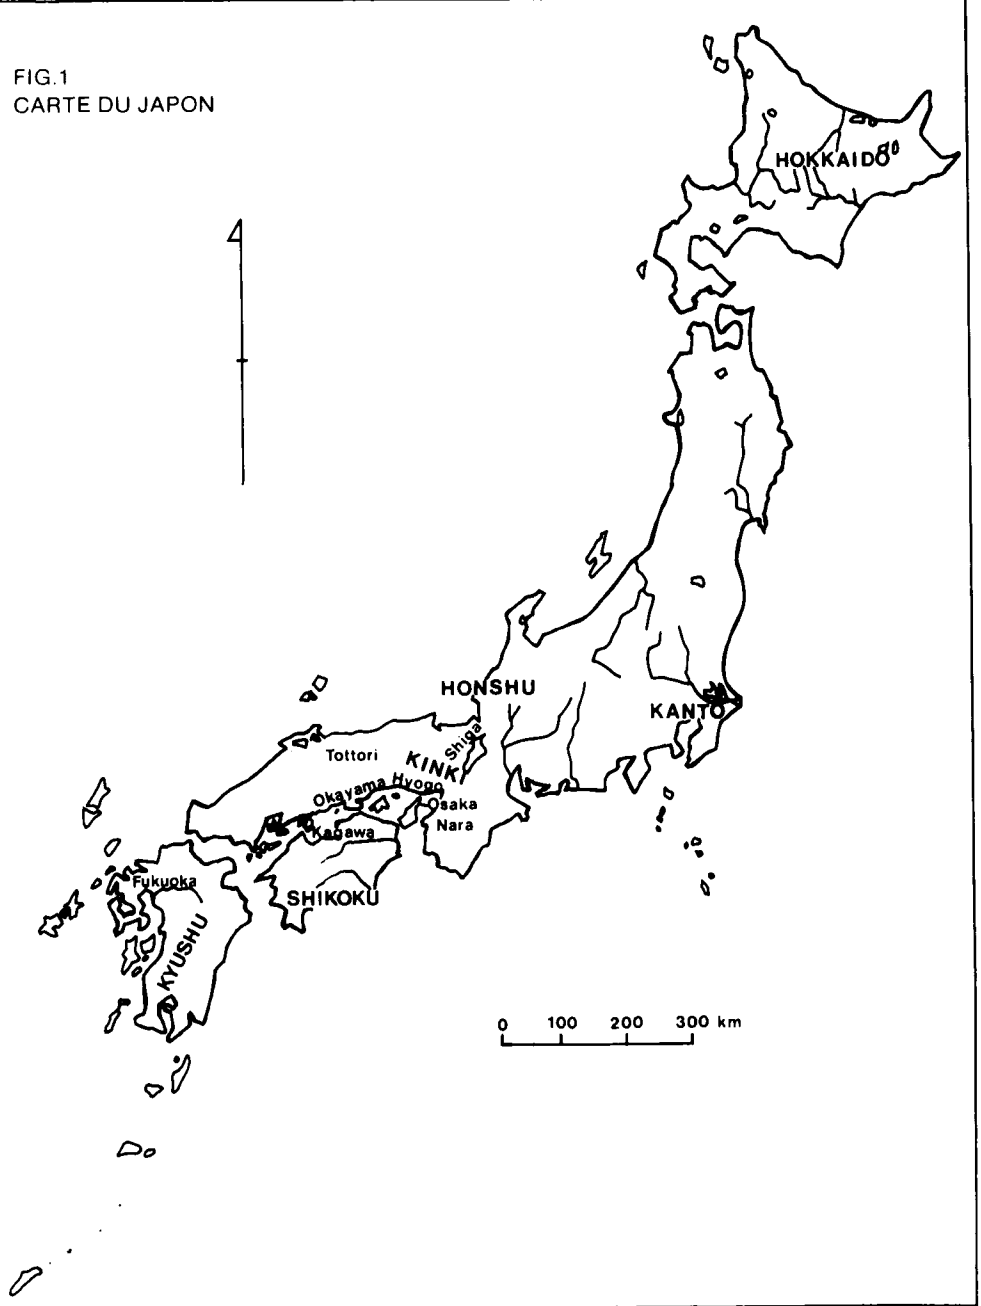 FIG.1
CARTE DU JAPON
HOKKAIDO
HONSHU
KANTO
Shiga
Tottori
KINKI
Okayama
Hyogo
Osaka
Kagawa
Nara
Fukuoka
SHIKOKU
KYUSHU
0 100 200 300 km